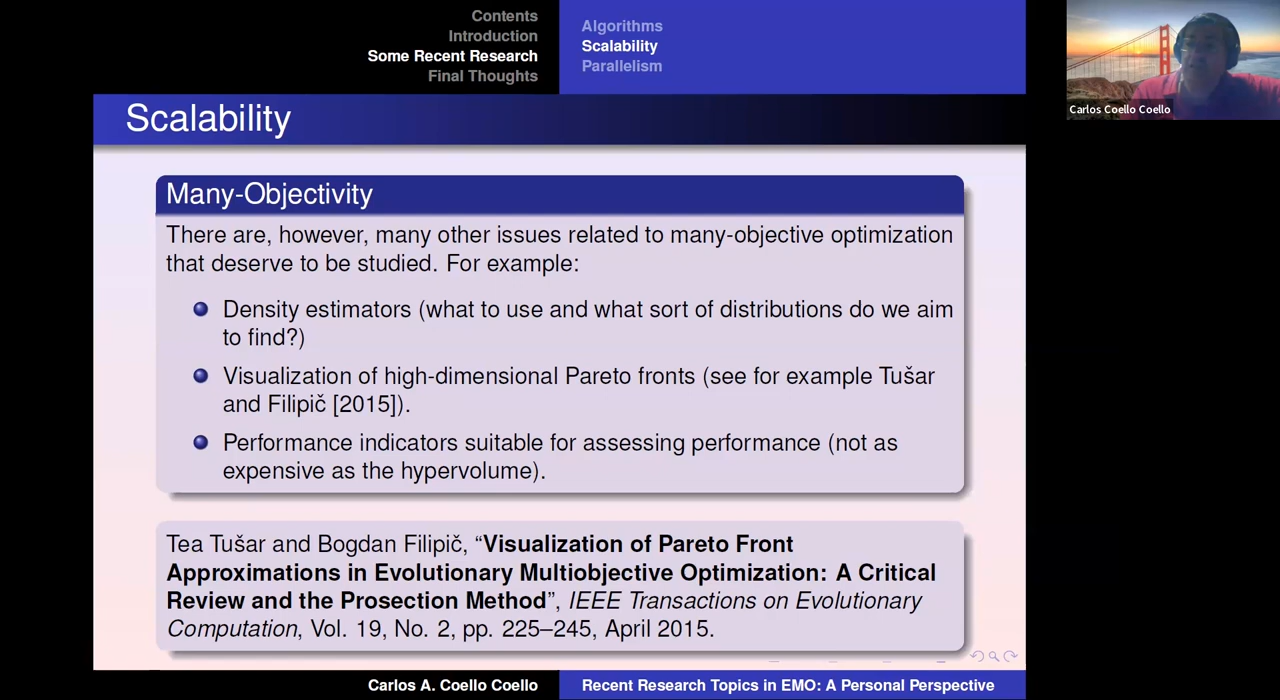 Contents
Introduction
Some Recent Research
Final Thoughts
Algorithms
Scalability
Parallelism
Carlos Coello Coello
Scalability
Many-Objectivity
There are, however, many other issues related to many-objective optimization
that deserve to be studied. For example:
Density estimators (what to use and what sort of distributions do we aim
to find?)
Visualization of high-dimensional Pareto fronts (see for example Tušar
and Filipič [2015]).
Performance indicators suitable for assessing performance (not as
expensive as the hypervolume).
Tea Tušar and Bogdan Filipič, “Visualization of Pareto Front
Approximations in Evolutionary Multiobjective Optimization: A Critical
Review and the Prosection Method”, IEEE Transactions on Evolutionary
Computation, Vol. 19, No. 2, pp. 225–245, April 2015.
Carlos A. Coello Coello
Recent Research Topics in EMO: A Personal Perspective